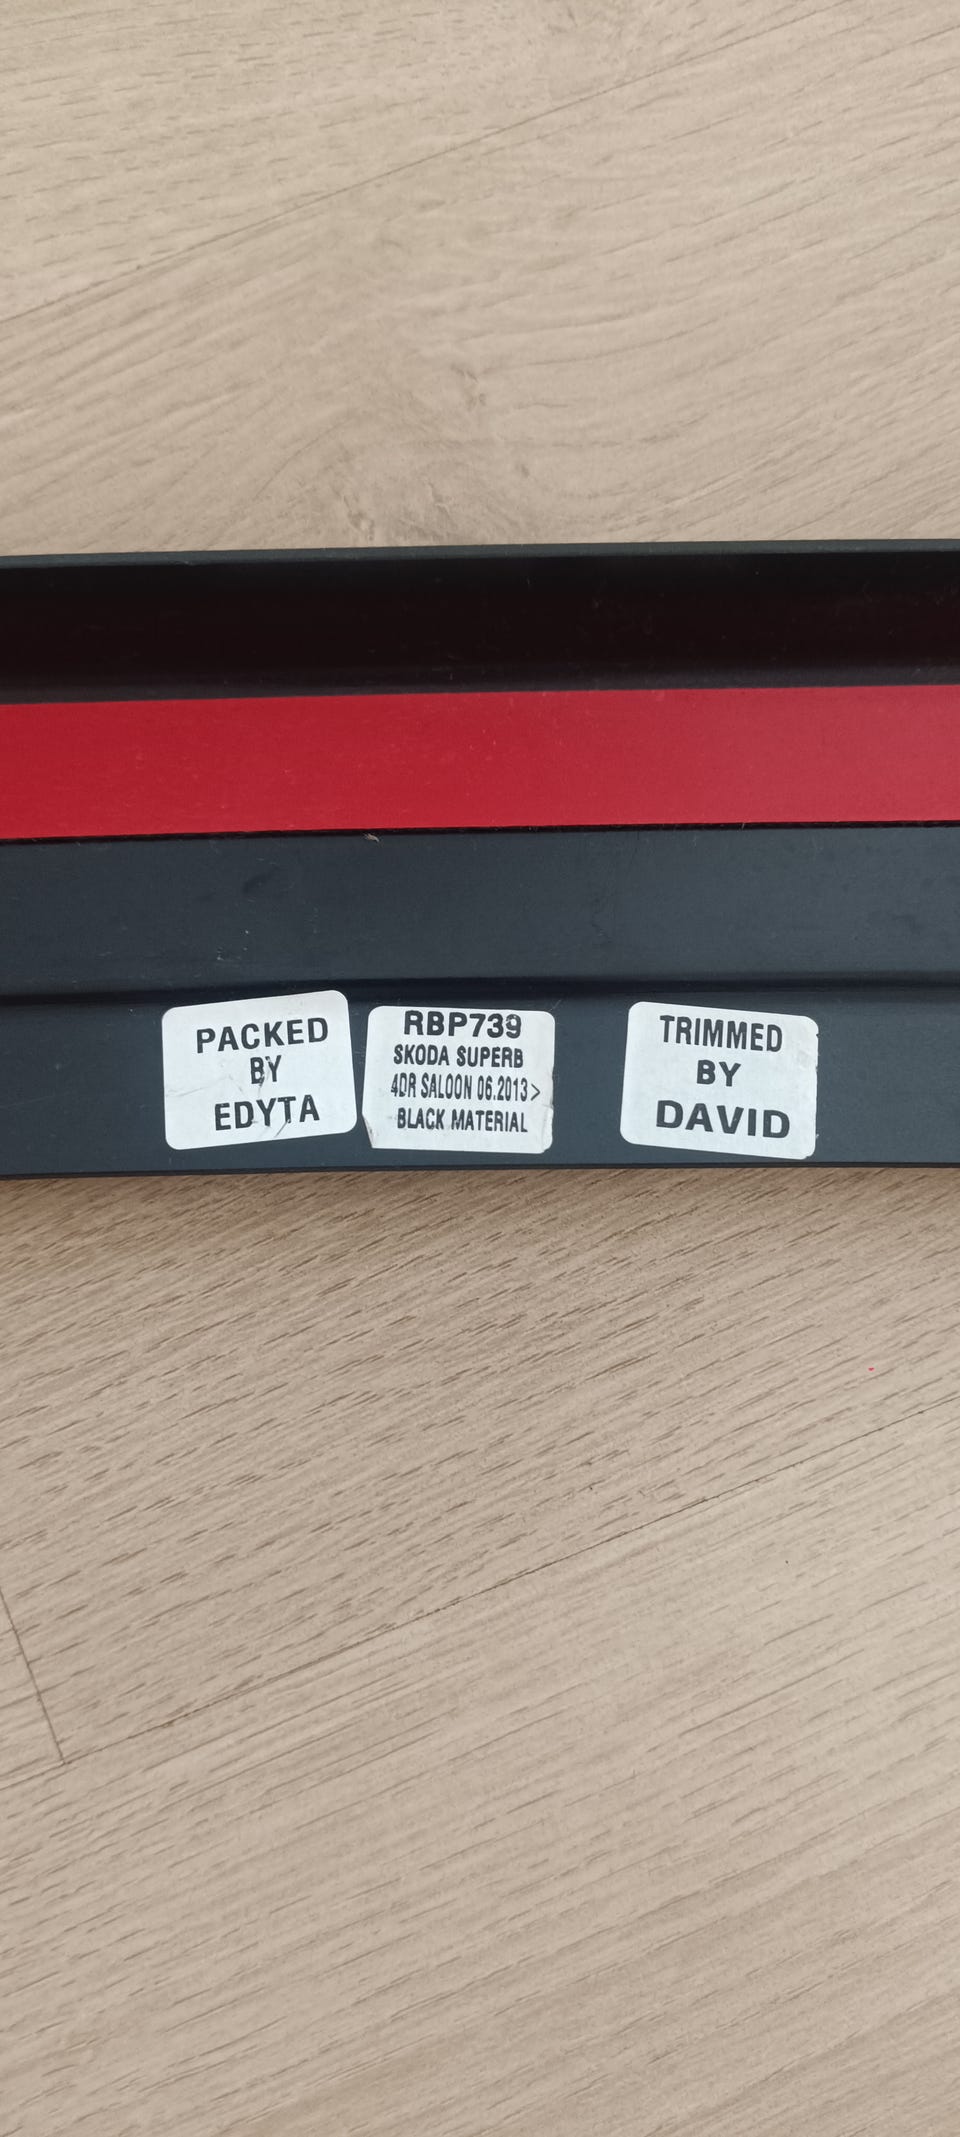 PACKED
BY
EDYTA
RBP739
SKODA SUPERB
4DR SALOON 06.2013>
BLACK MATERIAL
TRIMMED
BY
DAVID